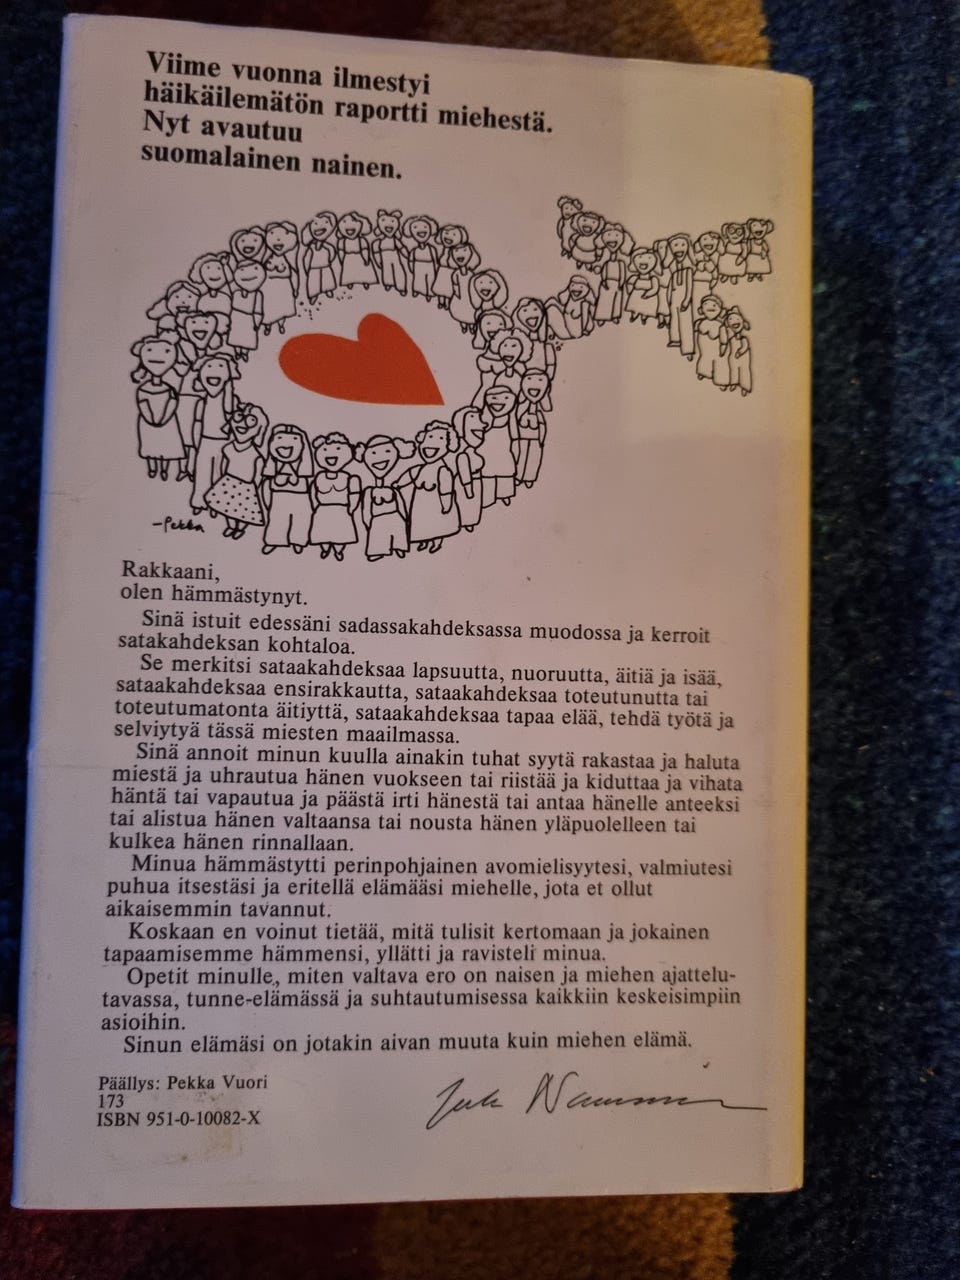 Viime vuonna ilmestyi
häikäilemätön raportti miehestä.
Nyt avautuu
suomalainen nainen.
-Pekka
Rakkaani,
olen hämmästynyt.
Sinä istuit edessäni sadassakahdeksassa muodossa ja kerroit
satakahdeksan kohtaloa.
Se merkitsi sataakahdeksaa lapsuutta, nuoruutta, äitiä ja isää,
sataakahdeksaa ensirakkautta, sataakahdeksaa toteutunutta tai
toteutumatonta äitiyttä, sataakahdeksaa tapaa elää, tehdä työtä ja
selviytyä tässä miesten maailmassa.
Sinä annoit minun kuulla ainakin tuhat syytä rakastaa ja haluta
miestä ja uhrautua hänen vuokseen tai riistää ja kiduttaa ja vihata
häntä tai vapautua ja päästä irti hänestä tai antaa hänelle anteeksi
tai alistua hänen valtaansa tai nousta hänen yläpuolelleen tai
kulkea hänen rinnallaan.
Minua hämmästytti perinpohjainen avomielisyytesi, valmiutesi
puhua itsestäsi ja eritellä elämääsi miehelle, jota et ollut
aikaisemmin tavannut.
Koskaan en voinut tietää, mitä tulisit kertomaan ja jokainen
tapaamisemme hämmensi, yllätti ja ravisteli minua.
Opetit minulle, miten valtava ero on naisen ja miehen ajattelu-
tavassa, tunne-elämässä ja suhtautumisessa kaikkiin keskeisimpiin
asioihin.
Sinun elämäsi on jotakin aivan muuta kuin miehen elämä.
Päällys: Pekka Vuori
173
ISBN 951-0-10082-X